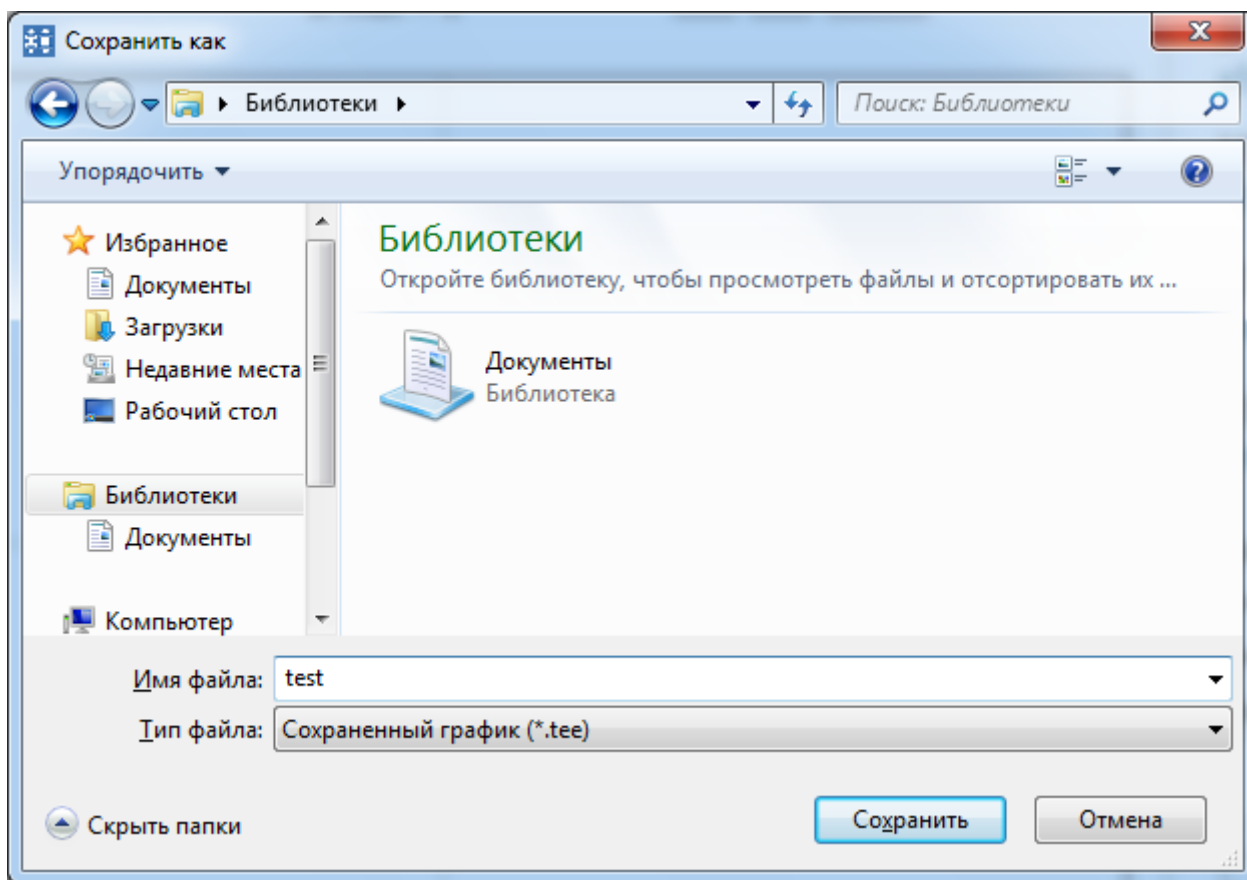 Сохранить как
Библиотеки
Поиск: Библиотеки
Упорядочить
Избранное
Документы
Загрузки
Недавние места
Рабочий стол
Библиотеки
Документы
Компьютер
Библиотеки
Откройте библиотеку, чтобы просмотреть файлы и отсортировать их ...
Документы
Библиотека
Имя файла: test
Тип файла: Сохраненный график (*.tee)
Скрыть папки
Сохранить
Отмена